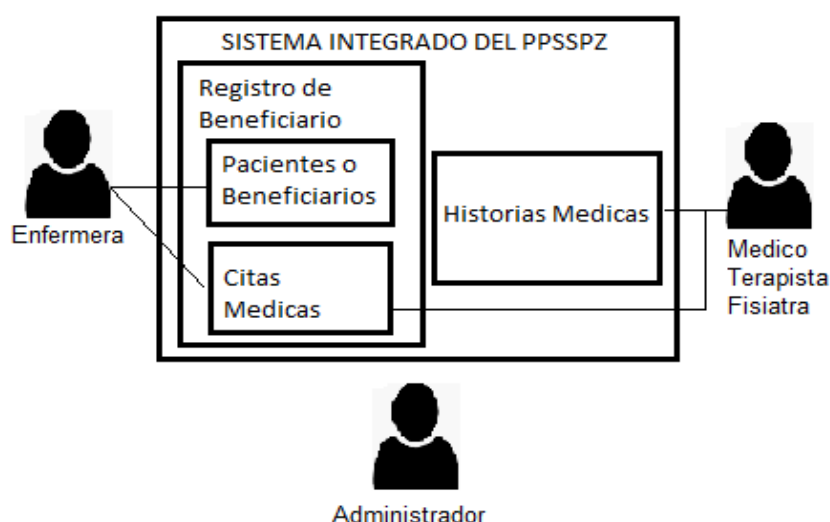 SISTEMA INTEGRADO DEL PPSSPZ
Registro de
Beneficiario
Pacientes o
Beneficiarios
Citas
Medicas
Historias Medicas
Enfermera
Medico
Terapista
Fisiatra
Administrador